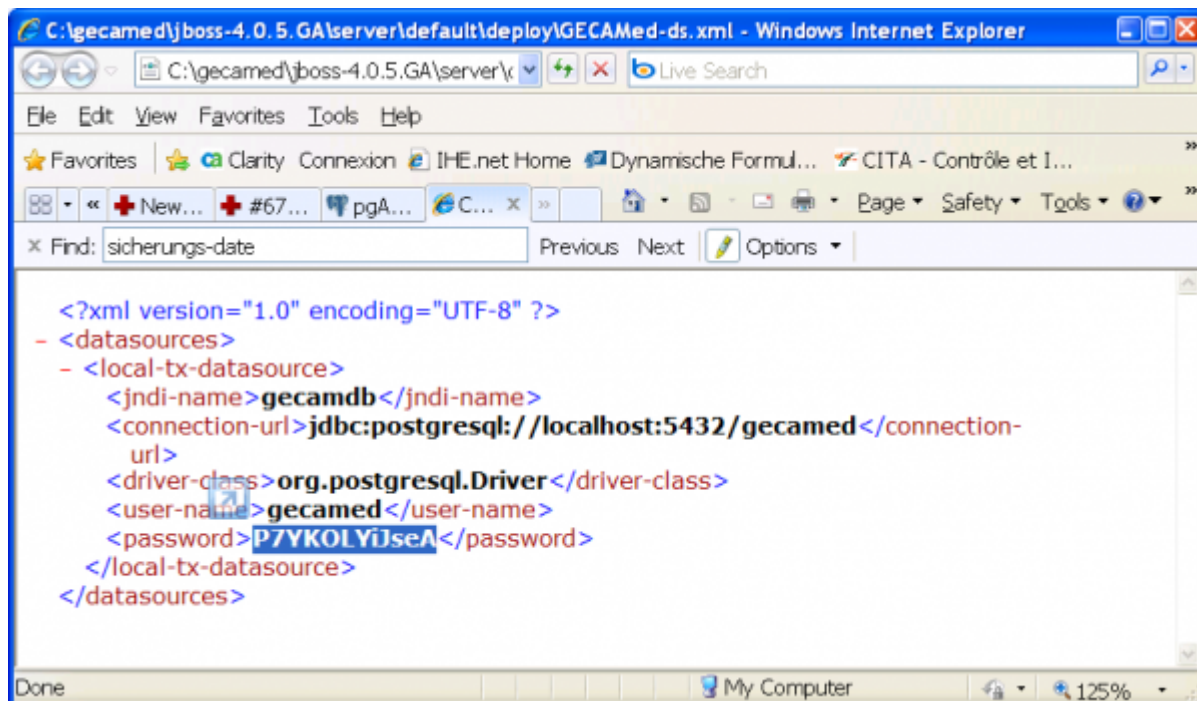 C:\gecamed\jboss-4.0.5.GA\server\default\deploy\GECAMed-ds.xml - Windows Internet Explorer
C:\gecamed\jboss-4.0.5.GA\server\c
Live Search
File Edit View Favorites Tools Help
Favorites Clarity Connexion IHE.net Home Dynamische Formul... CITA - Contrôle et I... »
« New... #67... pgA... C... × » Page Safety Tools »
× Find: sicherungs-date Previous Next Options
<?xml version="1.0" encoding="UTF-8" ?>
- <datasources>
- <local-tx-datasource>
<jndi-name>gecamdb</jndi-name>
<connection-url>jdbc:postgresql://localhost:5432/gecamed</connection-
url>
<driver-class>org.postgresql.Driver</driver-class>
<user-name>gecamed</user-name>
<password>P7YKOLYiJseA</password>
</local-tx-datasource>
</datasources>
Done My Computer 125%